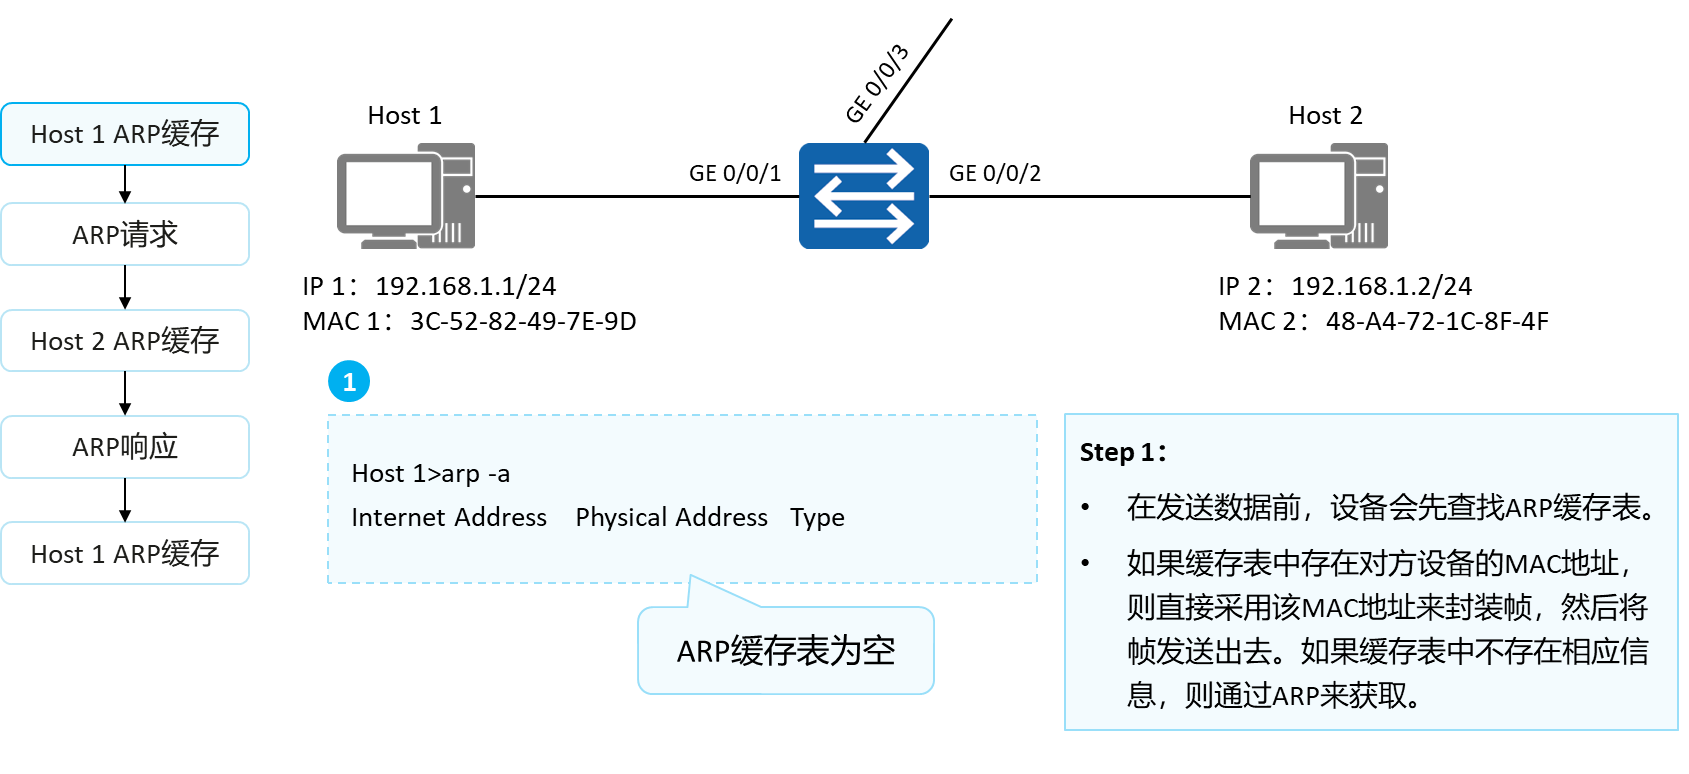 Host 1 ARP缓存
ARP请求
Host 2 ARP缓存
ARP响应
Host 1 ARP缓存
GE 0/0/3
Host 1
Host 2
GE 0/0/1
GE 0/0/2
IP 1：192.168.1.1/24
MAC 1：3C-52-82-49-7E-9D
IP 2：192.168.1.2/24
MAC 2：48-A4-72-1C-8F-4F
1
Host 1>arp -a
Internet Address Physical Address Type
ARP缓存表为空
Step 1：
• 在发送数据前，设备会先查找ARP缓存表。
• 如果缓存表中存在对方设备的MAC地址，
则直接采用该MAC地址来封装帧，然后将
帧发送出去。如果缓存表中不存在相应信
息，则通过ARP来获取。